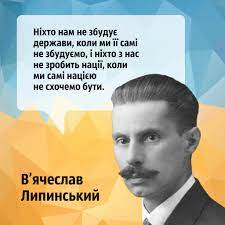 Ніхто нам не збудує
держави, коли ми її самі
не збудуємо, і ніхто з нас
не зробить нації, коли
ми самі нацією
не схочемо бути.
В'ячеслав
Липинський